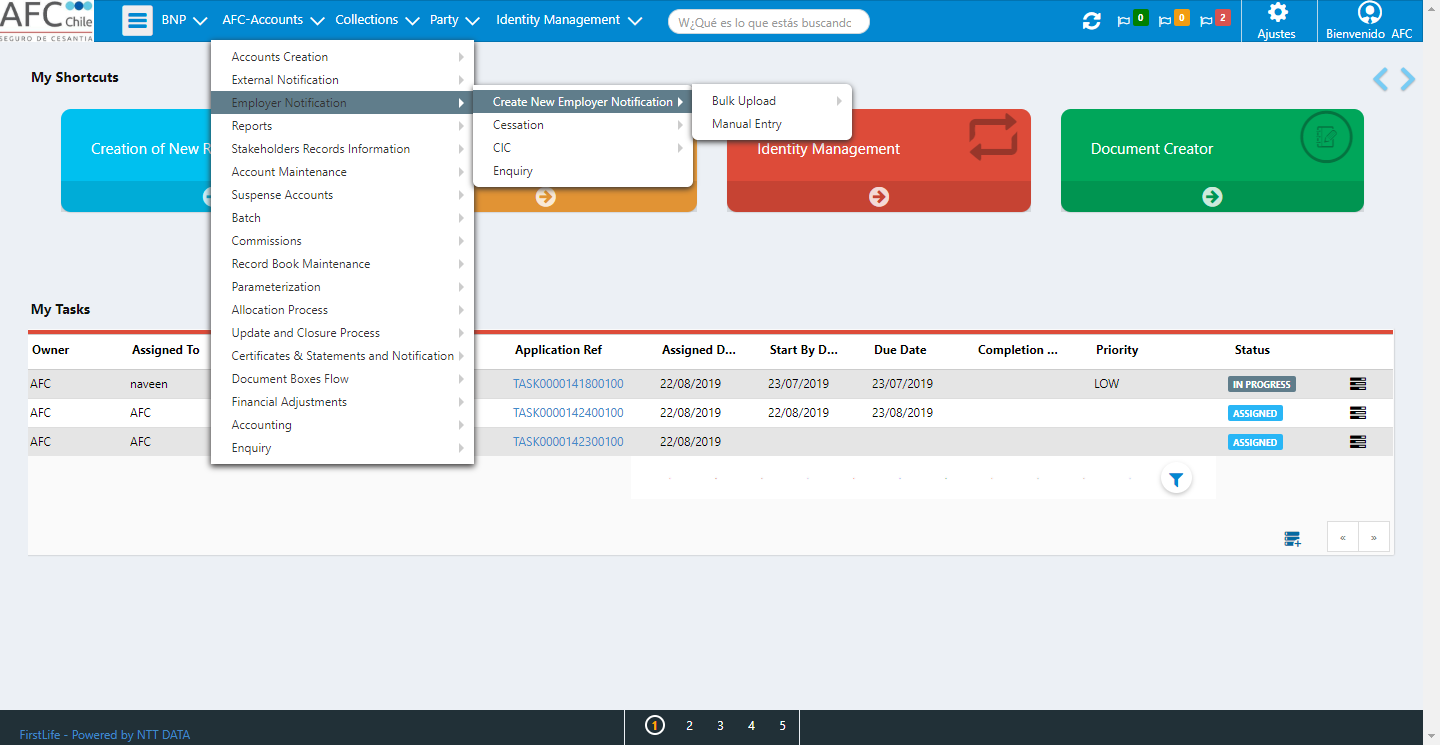 AFC Chile
SEGURO DE CESANTIA
BNP
AFC-Accounts
Collections
Party
Identity Management
W¿Qué es lo que estás buscandc
0
0
2
Ajustes
Bienvenido AFC
Accounts Creation
External Notification
Employer Notification
Reports
Stakeholders Records Information
Account Maintenance
Suspense Accounts
Batch
Commissions
Record Book Maintenance
Parameterization
Allocation Process
Update and Closure Process
Certificates & Statements and Notification
Document Boxes Flow
Financial Adjustments
Accounting
Enquiry
Create New Employer Notification
Cessation
CIC
Enquiry
Bulk Upload
Manual Entry
My Shortcuts
Creation of New R
Identity Management
Document Creator
My Tasks
Owner Assigned To Application Ref Assigned D... Start By D... Due Date Completion ... Priority Status
AFC naveen TASK0000141800100 22/08/2019 23/07/2019 23/07/2019 LOW IN PROGRESS
AFC AFC TASK0000142400100 22/08/2019 22/08/2019 23/08/2019 ASSIGNED
AFC AFC TASK0000142300100 22/08/2019 ASSIGNED
« »
FirstLife - Powered by NTT DATA
1 2 3 4 5